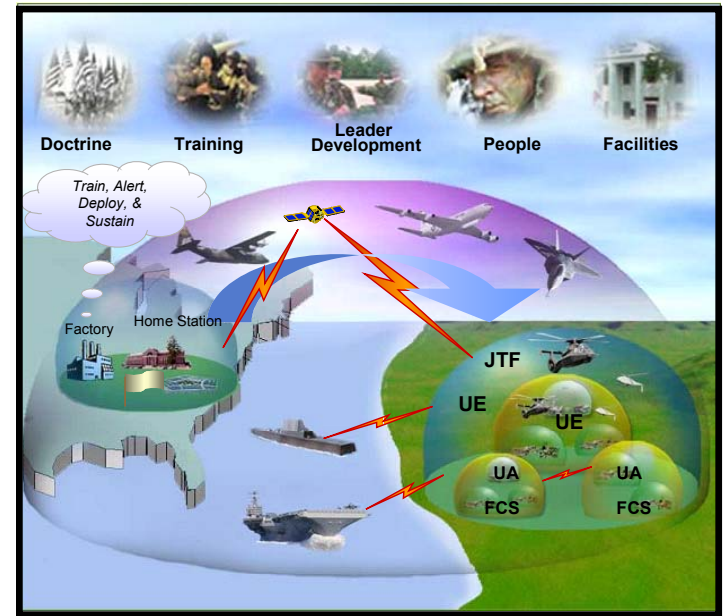 Doctrine
Training
Leader
Development
People
Facilities
Train, Alert,
Deploy, &
Sustain
Factory
Home Station
JTF
UE
UE
UA
UA
FCS
FCS